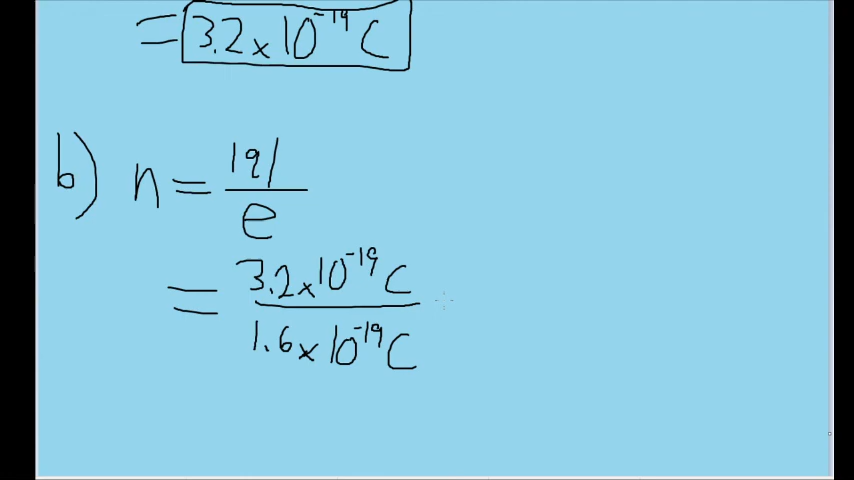 = 3.2 x 10⁻¹⁹ C
b) n = |q| / e
= 3.2 x 10⁻¹⁹ C / 1.6 x 10⁻¹⁹ C